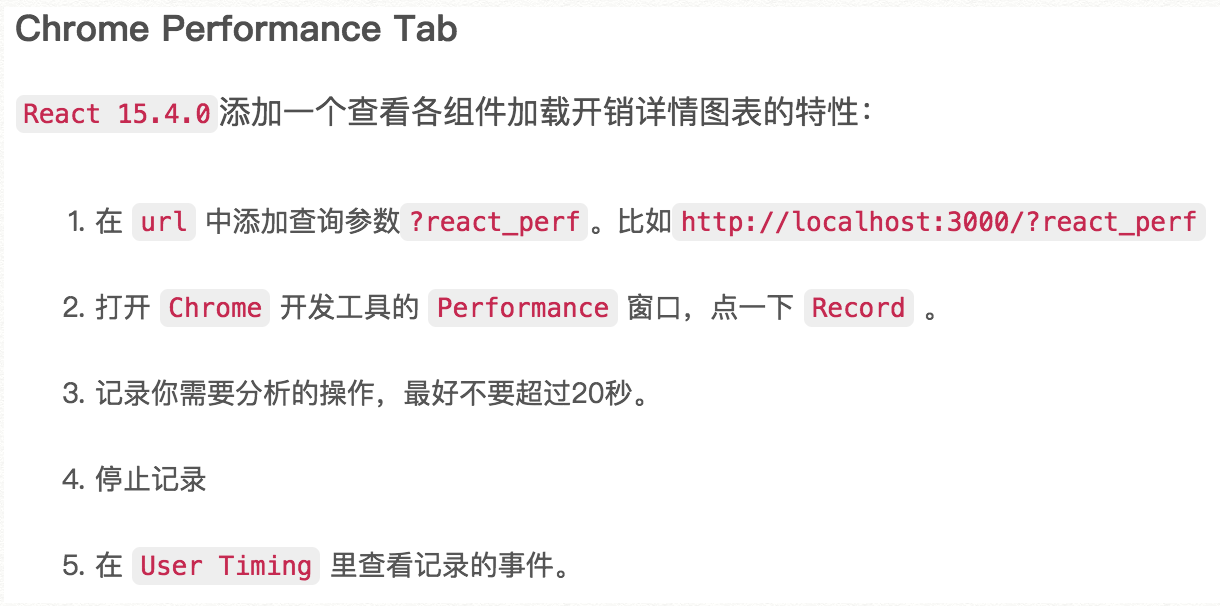 Chrome Performance Tab
React 15.4.0添加一个查看各组件加载开销详情图表的特性：
1. 在 url 中添加查询参数?react_perf。比如http://localhost:3000/?react_perf
2. 打开 Chrome 开发工具的 Performance 窗口，点一下 Record 。
3. 记录你需要分析的操作，最好不要超过20秒。
4. 停止记录
5. 在 User Timing 里查看记录的事件。